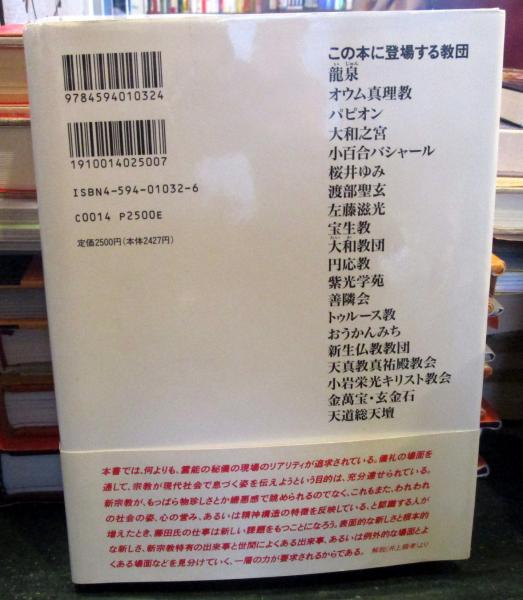 9784594010324
1910014025007
ISBN4-594-01032-6
C0014 P2500E
定価2500円(本体2427円)
この本に登場する教団
龍泉
オウム真理教
パピオン
大和之宮
小百合バシャール
桜井ゆみ
渡部聖玄
左藤滋光
宝生教
大和教団
円応教
紫光学苑
善隣会
トゥルース教
おうかんみち
新生仏教教団
天真教真祐殿教会
小岩栄光キリスト教会
金萬宝・玄金石
天道総天壇
本書では、何よりも、霊能の秘儀の現場のリアリティが追求されている。儀礼の場面を
通して、宗教が現代社会で息づく姿を伝えようという目的は、充分達せられている。
新宗教が、もっぱら物珍しさとか嫌悪感で眺められるのでなく、これもまた、われわれ
の社会の姿、心の営み、あるいは精神構造の特徴を反映している、と認識する人が
増えたとき、藤田氏の仕事は新しい課題をもつことになろう。表面的な新しさと根本的
な新しさ、新宗教特有の出来事と世間によくある出来事、あるいは例外的な場面とよ
くある場面などを見分けていく、一層の力が要求されるからである。
解説(井上順孝)より